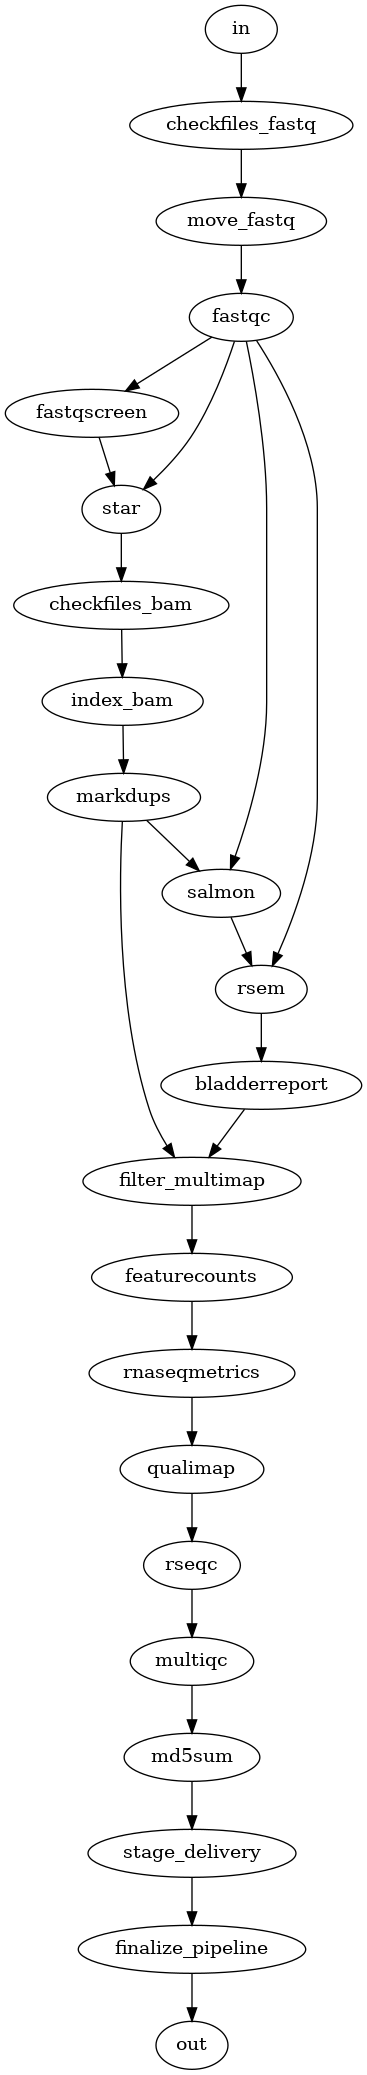 in
checkfiles_fastq
move_fastq
fastqc
fastqscreen
star
checkfiles_bam
index_bam
markdups
salmon
rsem
bladderreport
filter_multimap
featurecounts
rnaseqmetrics
qualimap
rseqc
multiqc
md5sum
stage_delivery
finalize_pipeline
out